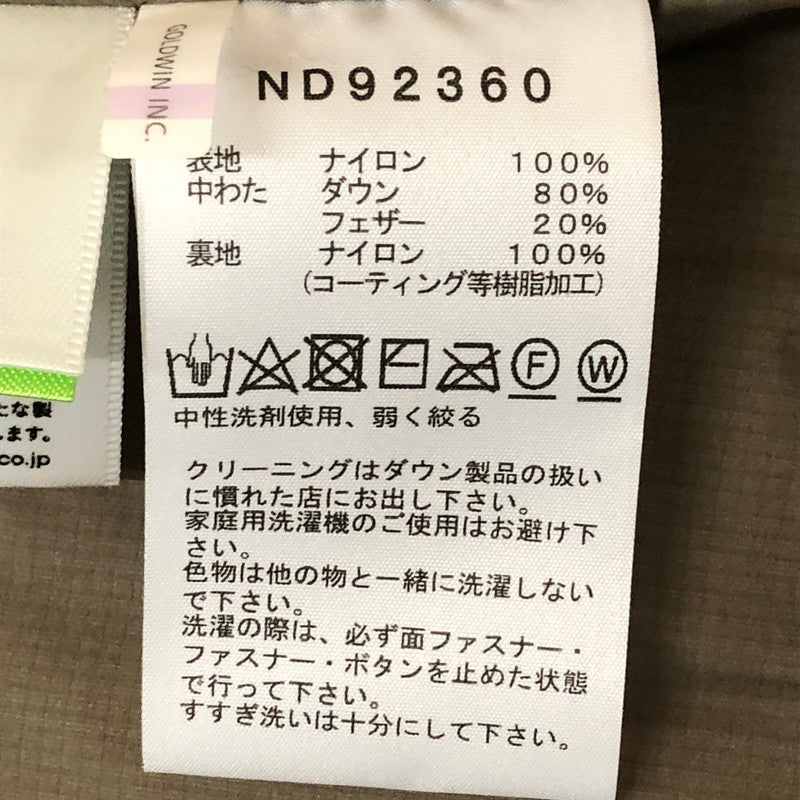 GOLDWIN INC.
ND92360
表地 ナイロン 100%
中わた ダウン 80%
フェザー 20%
裏地 ナイロン 100%
(コーティング等樹脂加工)
F W
中性洗剤使用、弱く絞る
クリーニングはダウン製品の扱い
に慣れた店にお出し下さい。
家庭用洗濯機のご使用はお避け下
さい。
色物は他の物と一緒に洗濯しない
で下さい。
洗濯の際は、必ず面ファスナー・
ファスナー・ボタンを止めた状態
で行って下さい。
すすぎ洗いは十分にして下さい。
たな製
します。
co.jp